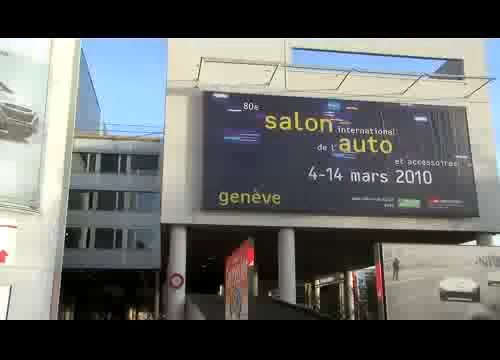 80e
salon international
de l'auto
et accessoires
4-14 mars 2010
genève